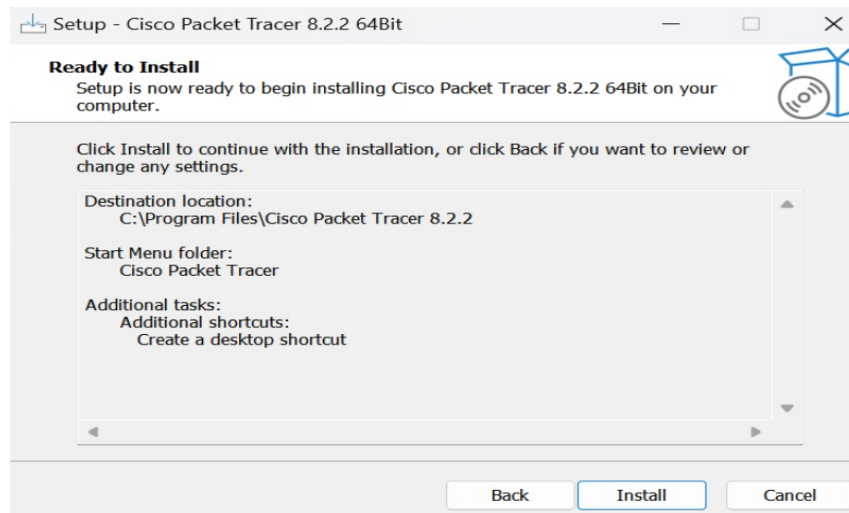 Setup - Cisco Packet Tracer 8.2.2 64Bit
Ready to Install
Setup is now ready to begin installing Cisco Packet Tracer 8.2.2 64Bit on your
computer.
Click Install to continue with the installation, or click Back if you want to review or
change any settings.
Destination location:
C:\Program Files\Cisco Packet Tracer 8.2.2
Start Menu folder:
Cisco Packet Tracer
Additional tasks:
Additional shortcuts:
Create a desktop shortcut
Back
Install
Cancel